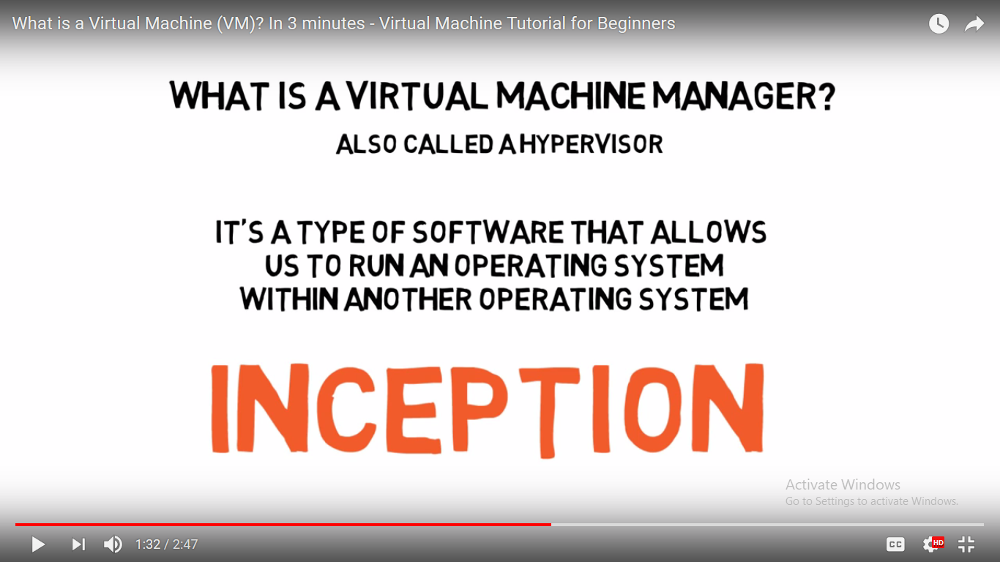 What is a Virtual Machine (VM)? In 3 minutes - Virtual Machine Tutorial for Beginners
WHAT IS A VIRTUAL MACHINE MANAGER?
ALSO CALLED A HYPERVISOR
IT'S A TYPE OF SOFTWARE THAT ALLOWS
US TO RUN AN OPERATING SYSTEM
WITHIN ANOTHER OPERATING SYSTEM
INCEPTION
Activate Windows
Go to Settings to activate Windows.
1:32 / 2:47
CC
HD